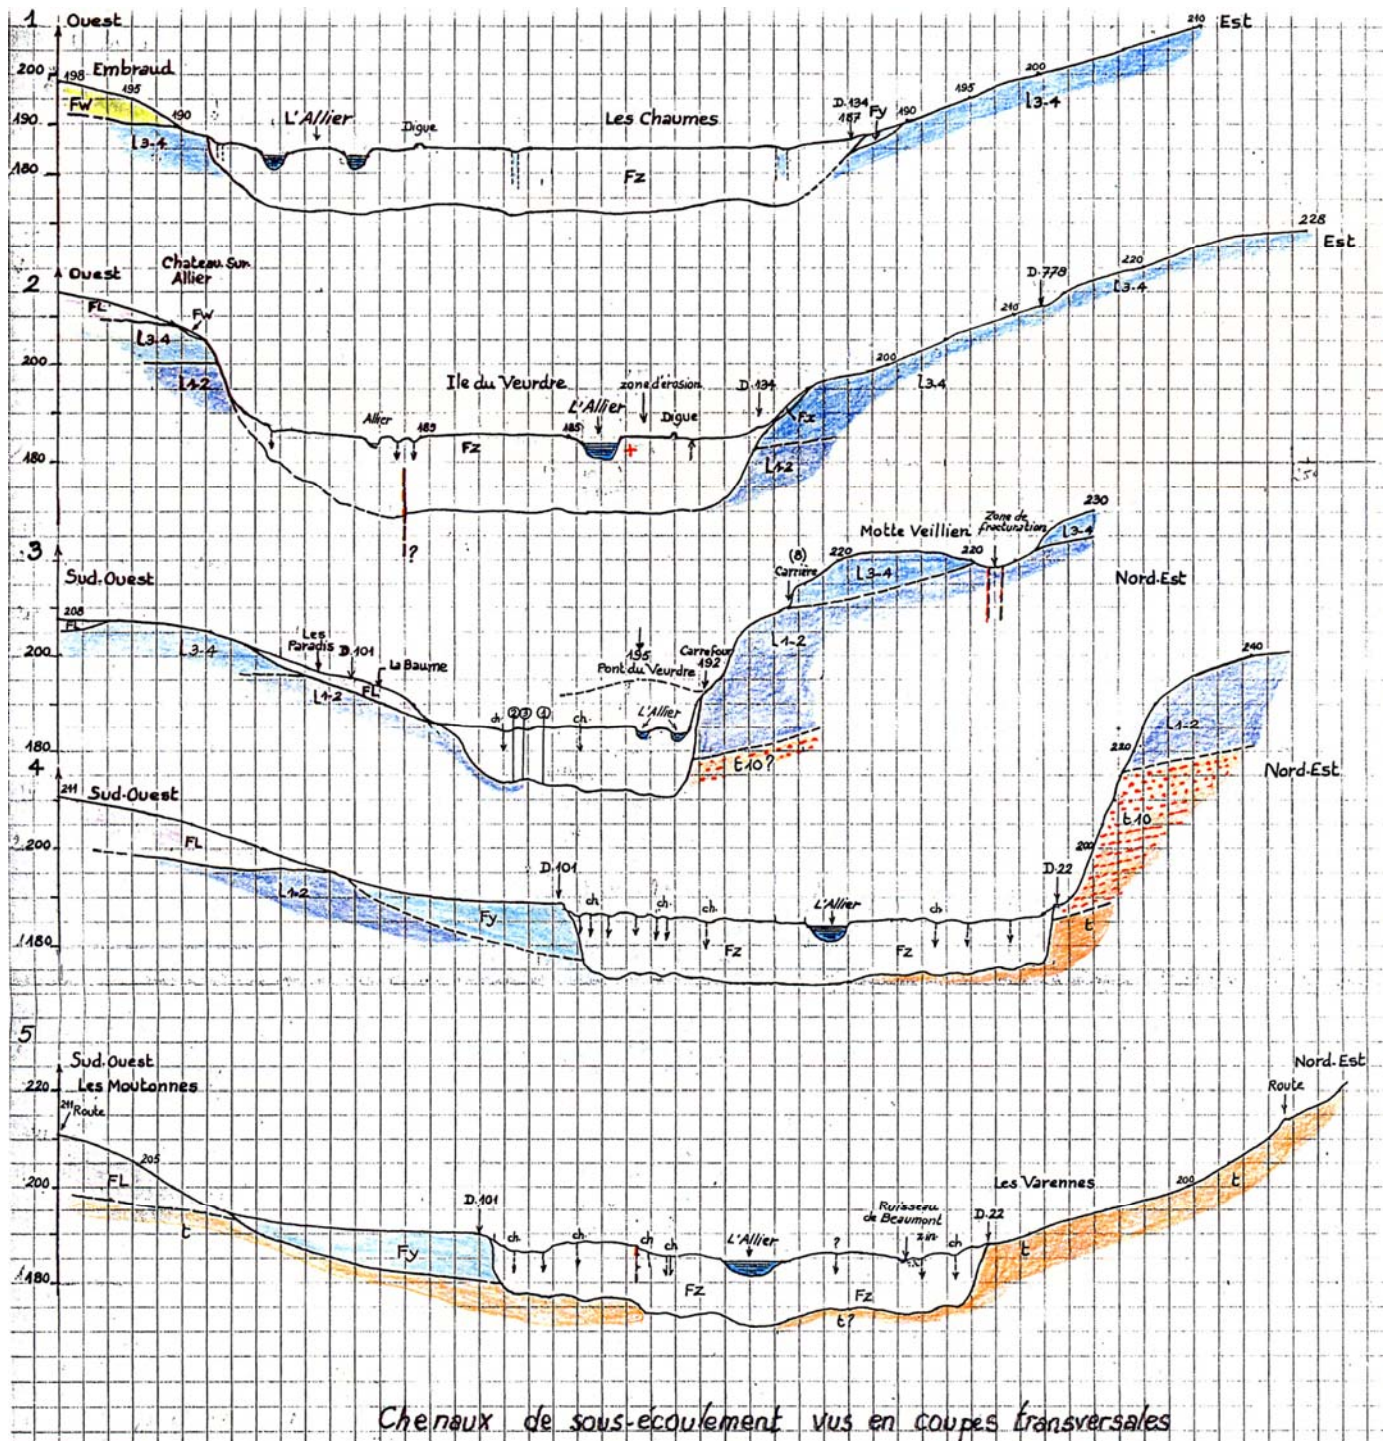 1
Ouest
Est
210
200
198
Embraud
195
FW
190
190
L3-4
L'Allier
Digue
Les Chaumes
D.134
187
Fy
190
195
200
L3-4
180
Fz
2
Ouest
Chateau Sur
Allier
FL
FW
L3-4
200
L1-2
180
Allier
185
Ile du Veurdre
Fz
185
L'Allier
zone d'érosion
Digue
D.134
Fx
L1-2
200
L3-4
210
D.778
220
L3-4
228
Est
?
3
Sud.Ouest
208
FL
L3-4
200
Les
Paradis
D.101
La Baume
FL
L1-2
180
ch.
② ③ ①
ch.
195
Pont du Veurdre
L'Allier
Carrefour
192
(8)
Carrière
220
Motte Veillien
L3-4
220
Zone de
fracturation
230
L3-4
Nord-Est
L1-2
t10?
4
211
Sud-Ouest
FL
200
L1-2
180
Fy
D.101
ch.
ch.
ch.
L'Allier
ch.
Fz
Fz
D.22
200
220
240
L1-2
Nord-Est
t10
t
5
Sud.Ouest
Les Moutonnes
220
211
Route
205
FL
200
t
180
D.101
Fy
ch.
ch.
ch
ch
L'Allier
?
Ruisseau
de Beaumont
z in
ch
D.22
Les Varennes
Fz
Fz
t?
t
200
t
Route
Nord-Est
Chenaux de sous-écoulement vus en coupes transversales